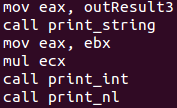 mov eax, outResult3
call print_string
mov eax, ebx
mul ecx
call print_int
call print_nl